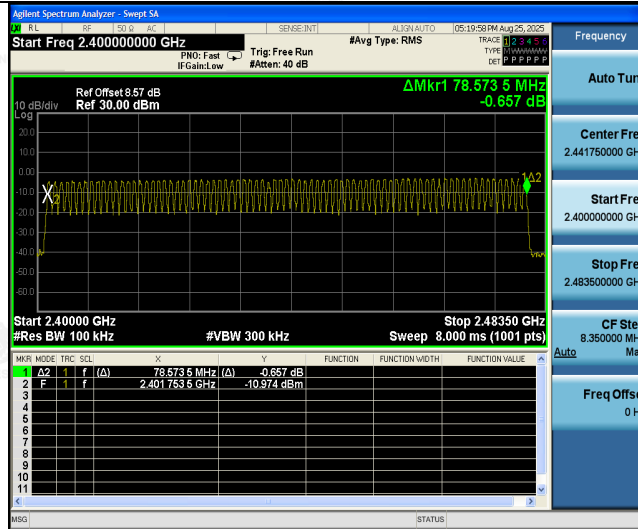 Agilent Spectrum Analyzer - Swept SA
RL RF 50 Ω AC SENSE:INT ALIGN AUTO 05:19:58 PM Aug 25, 2025
Start Freq 2.400000000 GHz
PNO: Fast
IFGain:Low
Trig: Free Run
#Atten: 40 dB
#Avg Type: RMS
TRACE 1 2 3 4 5 6
TYPE M
DET P P P P P P
Ref Offset 8.57 dB
Ref 30.00 dBm
10 dB/div
Log
ΔMkr1 78.573 5 MHz
-0.657 dB
20.0
10.0
0.00
-10.0
-20.0
-30.0
-40.0
-50.0
-60.0
X2
1Δ2
Start 2.40000 GHz
#Res BW 100 kHz
#VBW 300 kHz
Stop 2.48350 GHz
Sweep 8.000 ms (1001 pts)
MKR MODE TRC SCL X Y FUNCTION FUNCTION WIDTH FUNCTION VALUE
1 Δ2 1 f (Δ) 78.573 5 MHz (Δ) -0.657 dB
2 F 1 f 2.401 753 5 GHz -10.974 dBm
3
4
5
6
7
8
9
10
11
MSG
STATUS
Frequency
Auto Tun
Center Fre
2.441750000 GH
Start Fre
2.400000000 GH
Stop Fre
2.483500000 GH
CF Ste
8.350000 MH
Auto Ma
Freq Offs
0 H